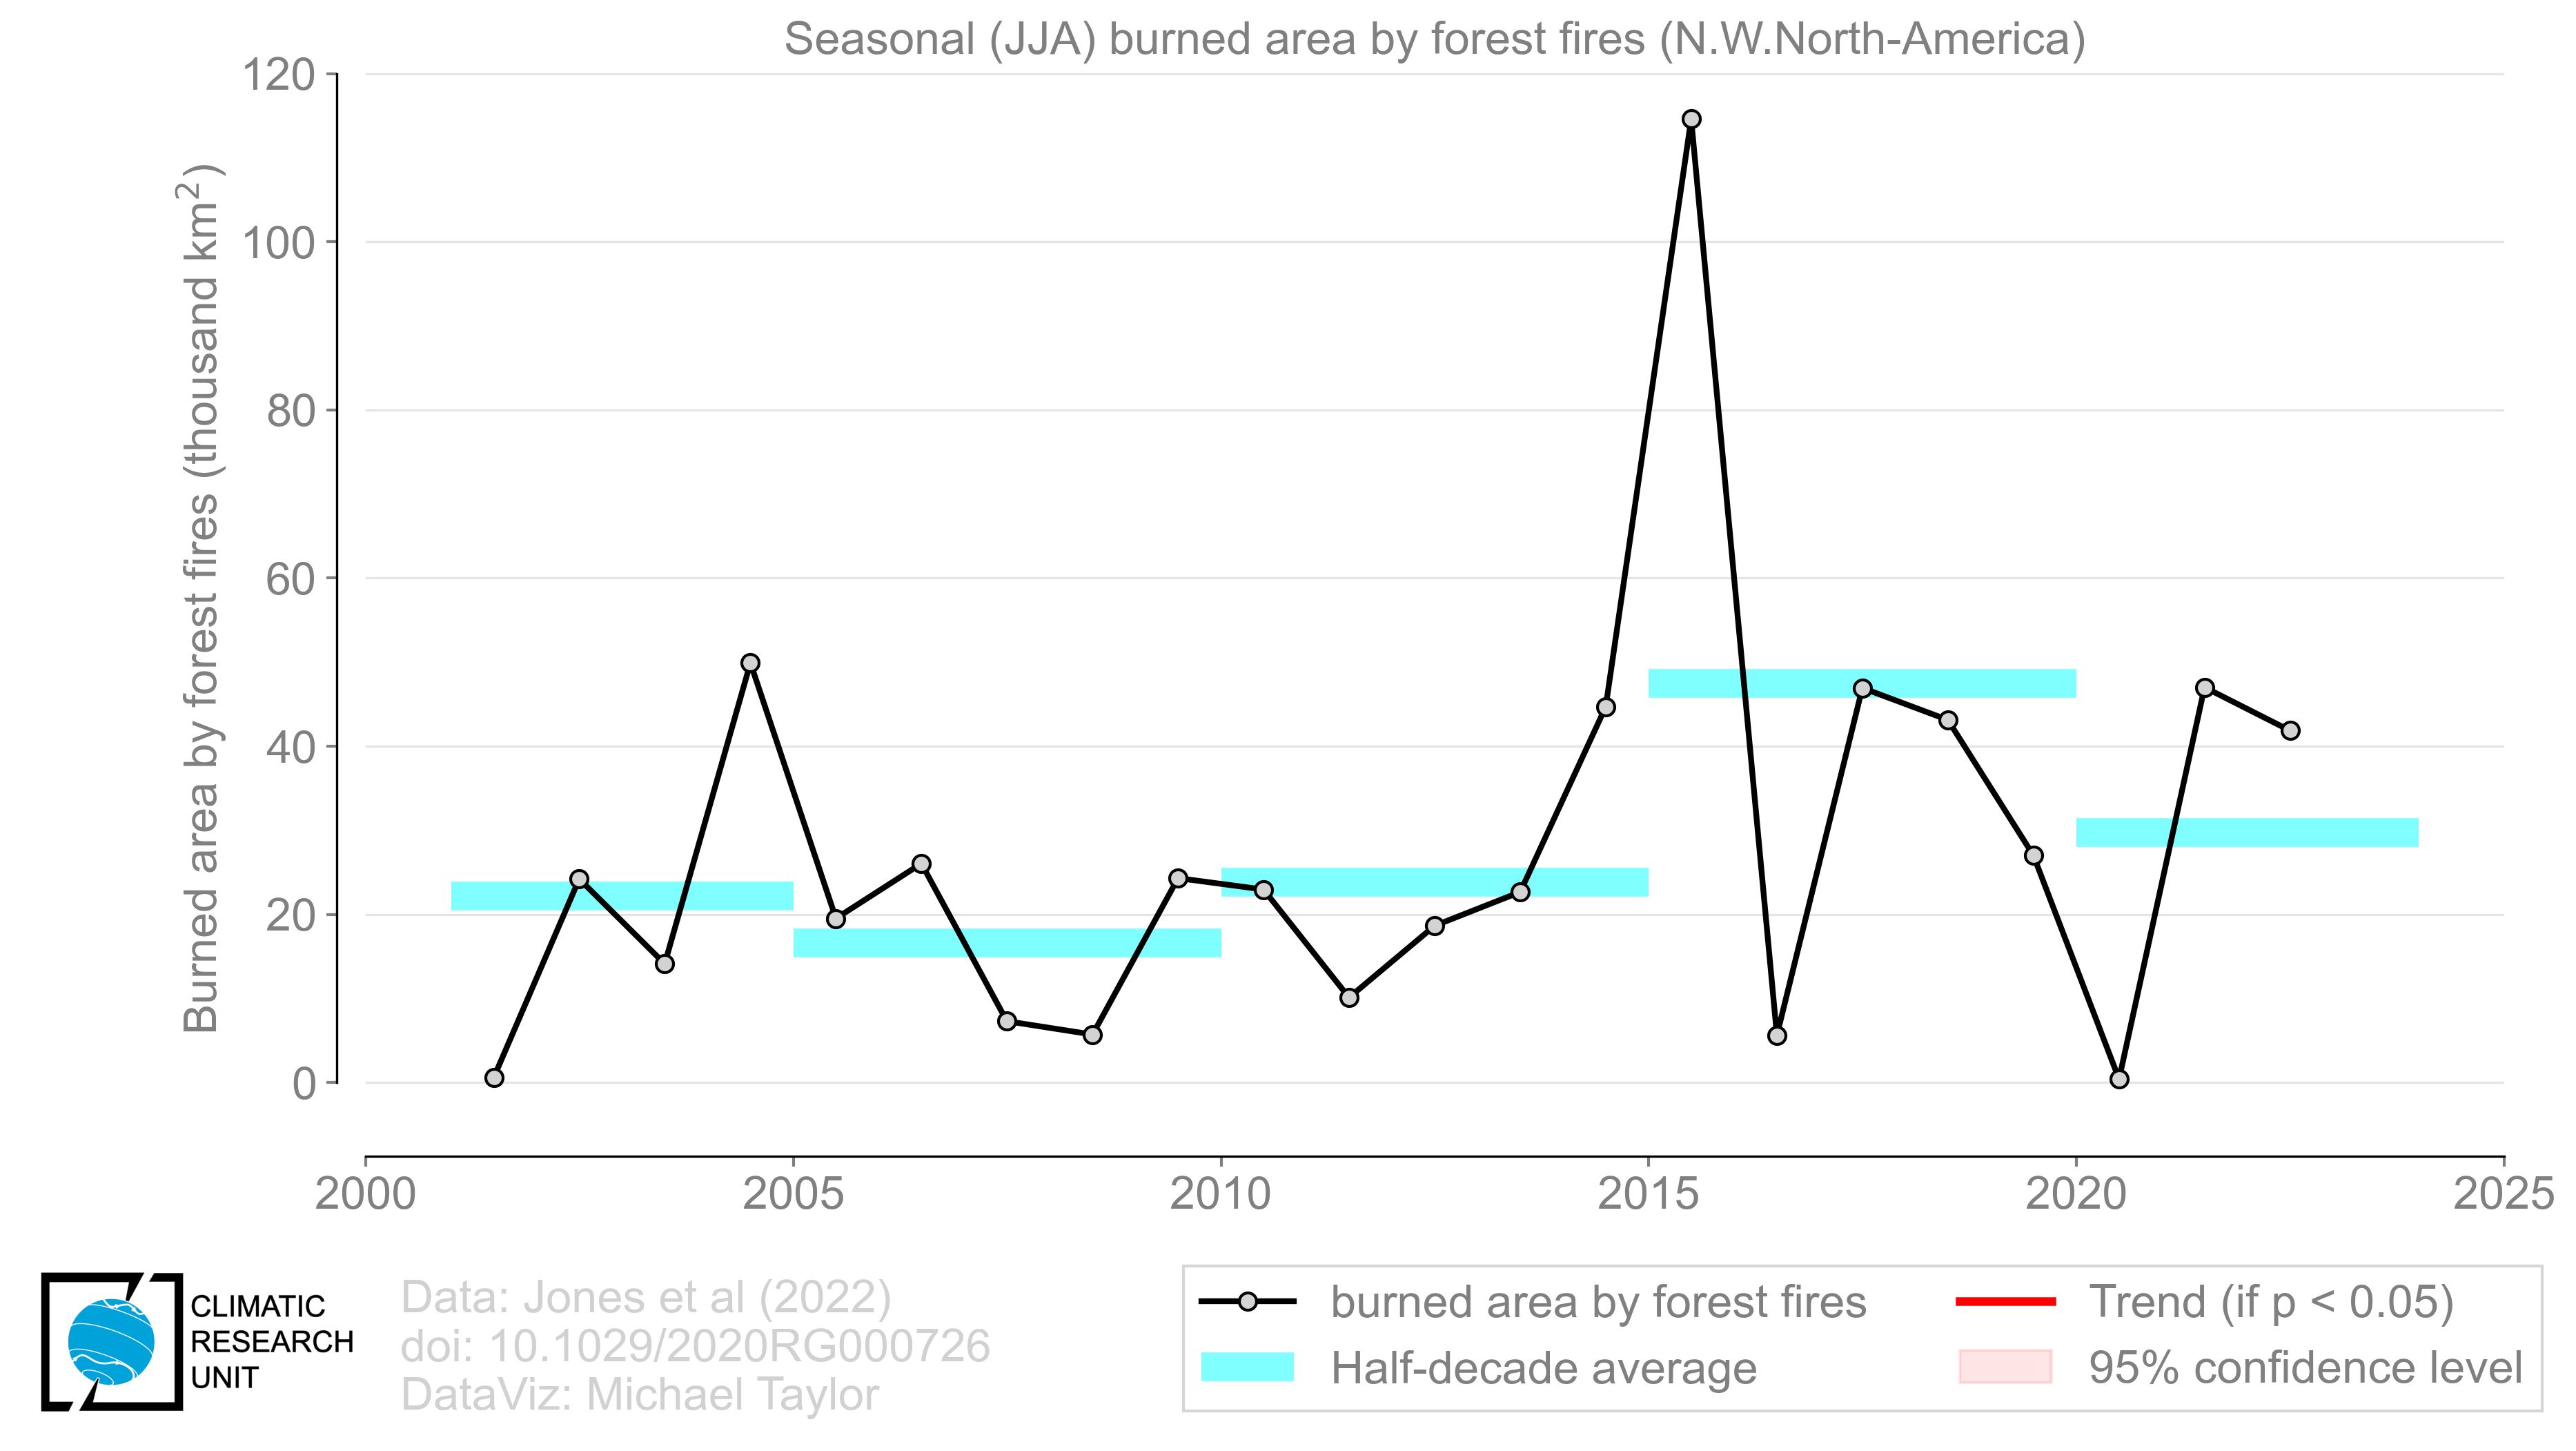 Seasonal (JJA) burned area by forest fires (N.W.North-America)
Burned area by forest fires (thousand km²)
120
100
80
60
40
20
0
2000 2005 2010 2015 2020 2025
CLIMATIC
RESEARCH
UNIT
Data: Jones et al (2022)
doi: 10.1029/2020RG000726
DataViz: Michael Taylor
burned area by forest fires
Half-decade average
Trend (if p < 0.05)
95% confidence level